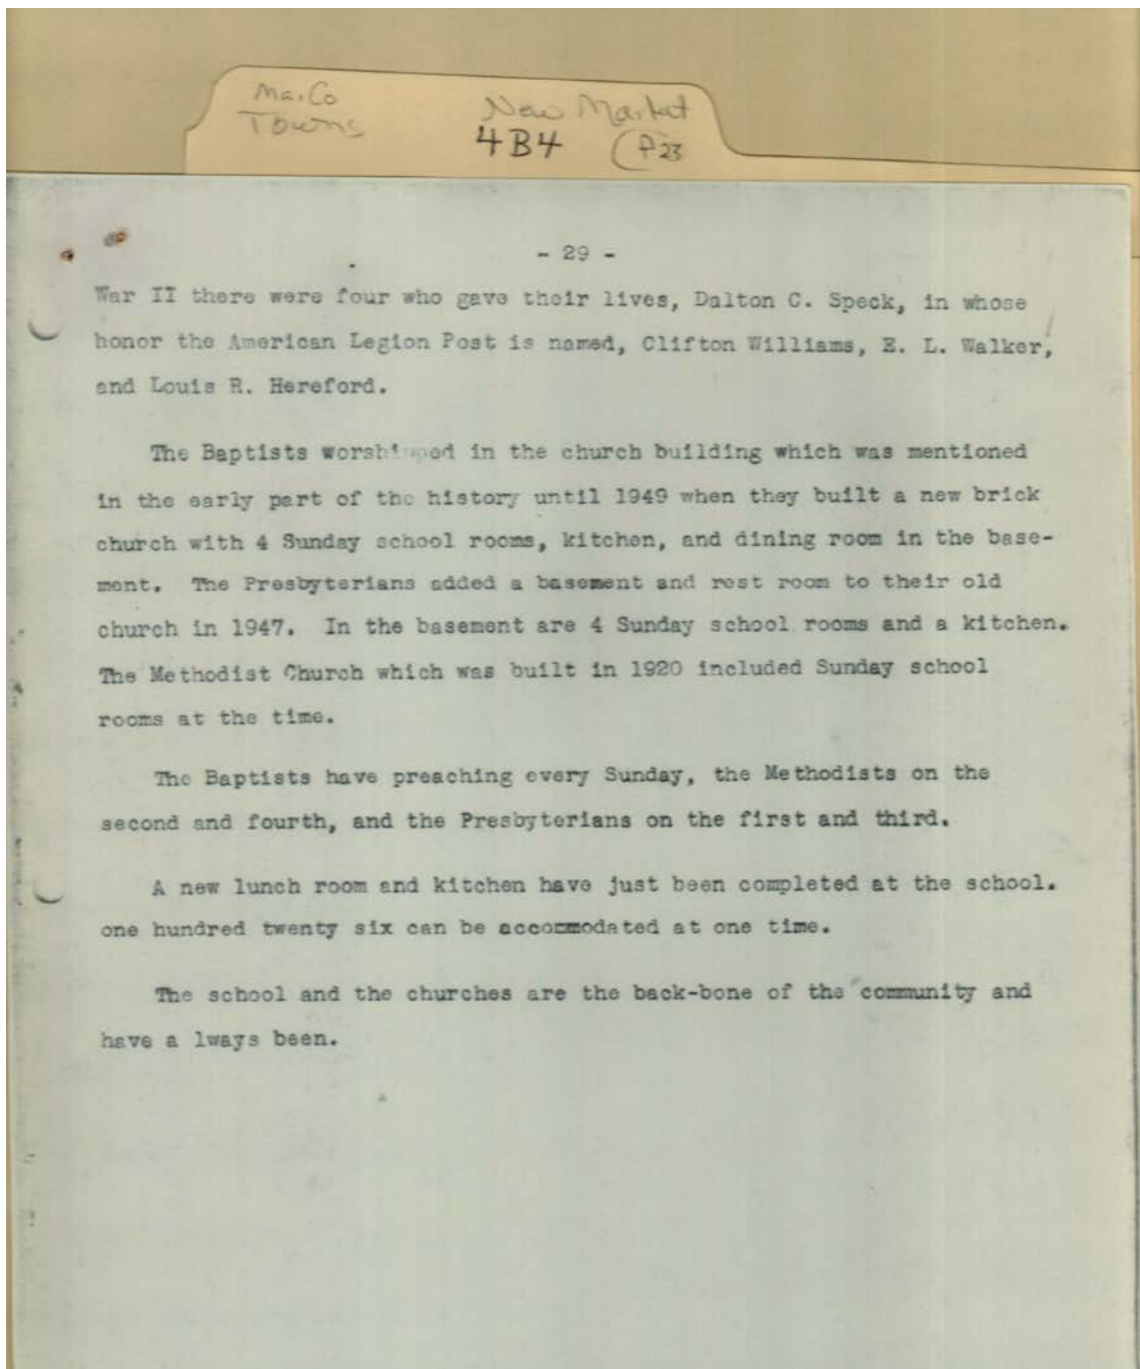 Ma. Co
Towns
New Market
4B4 (P23
- 29 -
War II there were four who gave their lives, Dalton C. Speck, in whose
honor the American Legion Post is named, Clifton Williams, E. L. Walker,
and Louis R. Hereford.
The Baptists worshipped in the church building which was mentioned
in the early part of the history until 1949 when they built a new brick
church with 4 Sunday school rooms, kitchen, and dining room in the base-
ment. The Presbyterians added a basement and rest room to their old
church in 1947. In the basement are 4 Sunday school rooms and a kitchen.
The Methodist Church which was built in 1920 included Sunday school
rooms at the time.
The Baptists have preaching every Sunday, the Methodists on the
second and fourth, and the Presbyterians on the first and third.
A new lunch room and kitchen have just been completed at the school.
one hundred twenty six can be accommodated at one time.
The school and the churches are the back-bone of the community and
have a lways been.